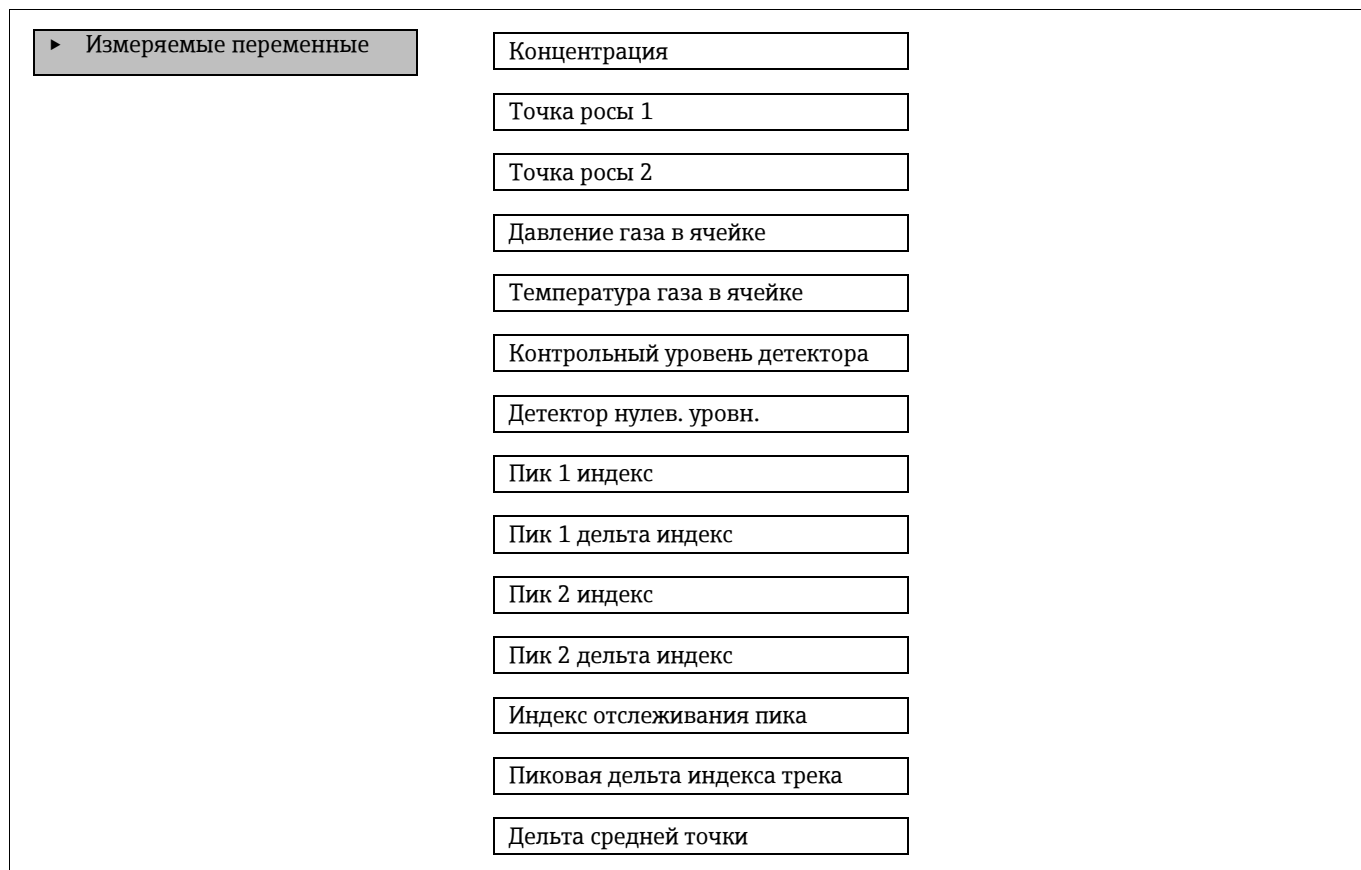 ▸ Измеряемые переменные
Концентрация
Точка росы 1
Точка росы 2
Давление газа в ячейке
Температура газа в ячейке
Контрольный уровень детектора
Детектор нулев. уровн.
Пик 1 индекс
Пик 1 дельта индекс
Пик 2 индекс
Пик 2 дельта индекс
Индекс отслеживания пика
Пиковая дельта индекса трека
Дельта средней точки